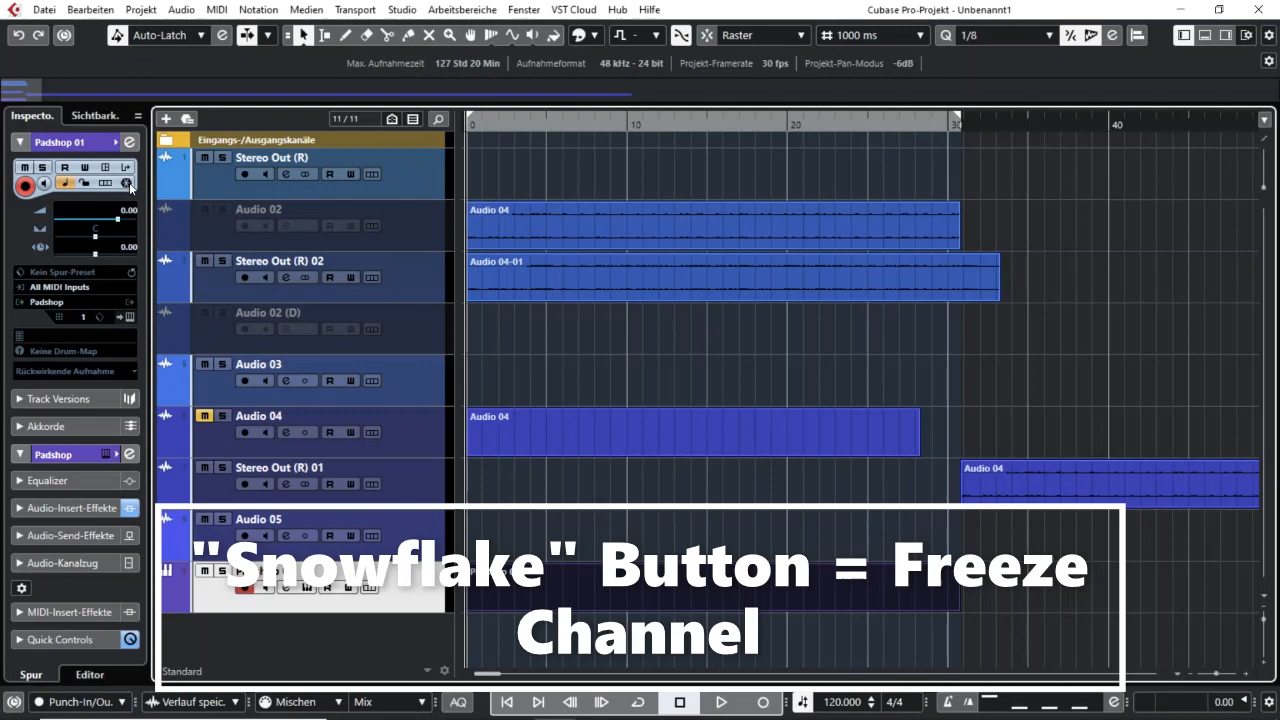 Datei Bearbeiten Projekt Audio MIDI Notation Medien Transport Studio Arbeitsbereiche Fenster VST Cloud Hub Hilfe Cubase Pro-Projekt - Unbenannt1
Auto-Latch Raster 1000 ms Q 1/8
Max. Aufnahmezeit 127 Std 20 Min Aufnahmeformat 48 kHz - 24 bit Projekt-Framerate 30 fps Projekt-Pan-Modus -6dB
Inspecto. Sichtbark. 11 / 11 0 10 20 30 40
Padshop 01 Eingangs-/Ausgangskanäle
M S R W Stereo Out (R)
0.00 Audio 02 Audio 04
C
0.00
Stereo Out (R) 02 Audio 04-01
Kein Spur-Preset
All MIDI Inputs
Padshop
1 Audio 02 (D)
Keine Drum-Map
Rückwirkende Aufnahme Audio 03
Track Versions
Akkorde Audio 04 Audio 04
Padshop
Equalizer Stereo Out (R) 01 Audio 04
Audio-Insert-Effekte Audio 05
Audio-Send-Effekte
Audio-Kanalzug
"Snowflake" Button = Freeze
Channel
MIDI-Insert-Effekte
Quick Controls
Spur Editor Standard
Punch-In/Ou. Verlauf speic. Mischen Mix AQ 120.000 4/4 0.00